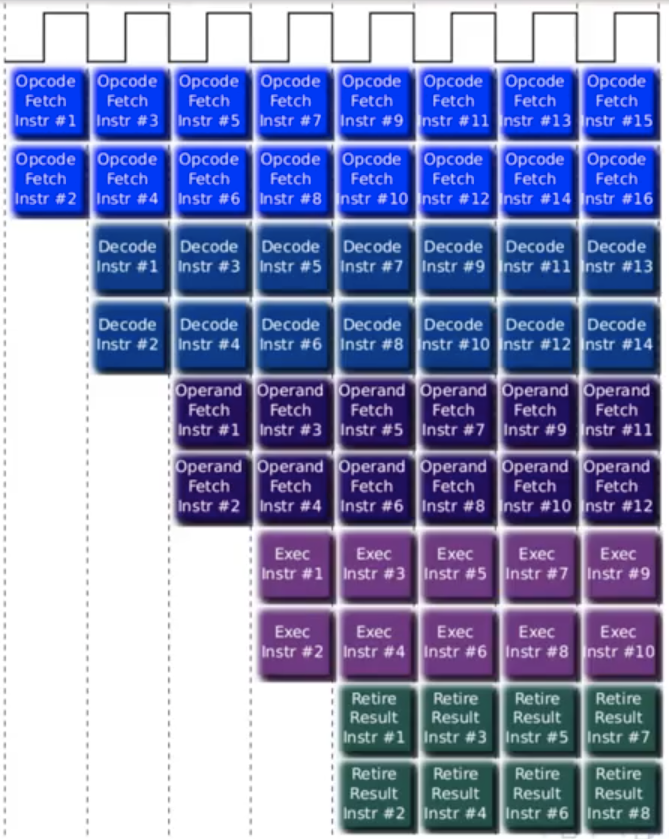 Opcode Fetch Instr #1
Opcode Fetch Instr #3
Opcode Fetch Instr #5
Opcode Fetch Instr #7
Opcode Fetch Instr #9
Opcode Fetch Instr #11
Opcode Fetch Instr #13
Opcode Fetch Instr #15
Opcode Fetch Instr #2
Opcode Fetch Instr #4
Opcode Fetch Instr #6
Opcode Fetch Instr #8
Opcode Fetch Instr #10
Opcode Fetch Instr #12
Opcode Fetch Instr #14
Opcode Fetch Instr #16
Decode Instr #1
Decode Instr #3
Decode Instr #5
Decode Instr #7
Decode Instr #9
Decode Instr #11
Decode Instr #13
Decode Instr #2
Decode Instr #4
Decode Instr #6
Decode Instr #8
Decode Instr #10
Decode Instr #12
Decode Instr #14
Operand Fetch Instr #1
Operand Fetch Instr #3
Operand Fetch Instr #5
Operand Fetch Instr #7
Operand Fetch Instr #9
Operand Fetch Instr #11
Operand Fetch Instr #2
Operand Fetch Instr #4
Operand Fetch Instr #6
Operand Fetch Instr #8
Operand Fetch Instr #10
Operand Fetch Instr #12
Exec Instr #1
Exec Instr #3
Exec Instr #5
Exec Instr #7
Exec Instr #9
Exec Instr #2
Exec Instr #4
Exec Instr #6
Exec Instr #8
Exec Instr #10
Retire Result Instr #1
Retire Result Instr #3
Retire Result Instr #5
Retire Result Instr #7
Retire Result Instr #2
Retire Result Instr #4
Retire Result Instr #6
Retire Result Instr #8